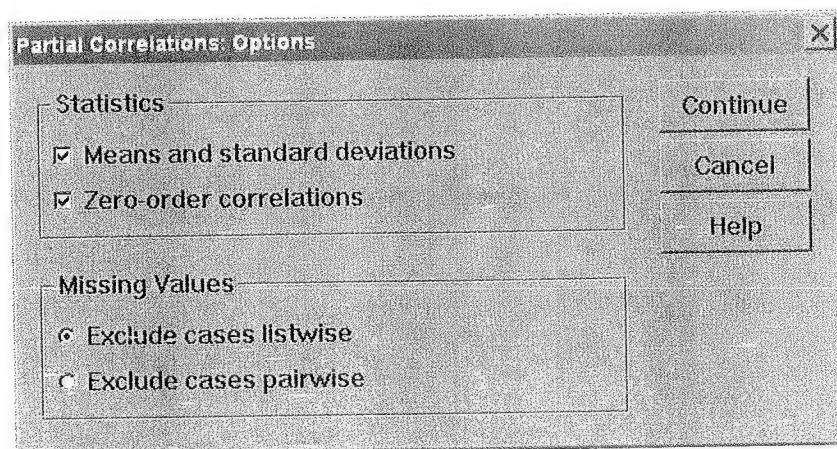 Partial Correlations: Options
Statistics
Means and standard deviations
Zero-order correlations
Continue
Cancel
Help
Missing Values
Exclude cases listwise
Exclude cases pairwise